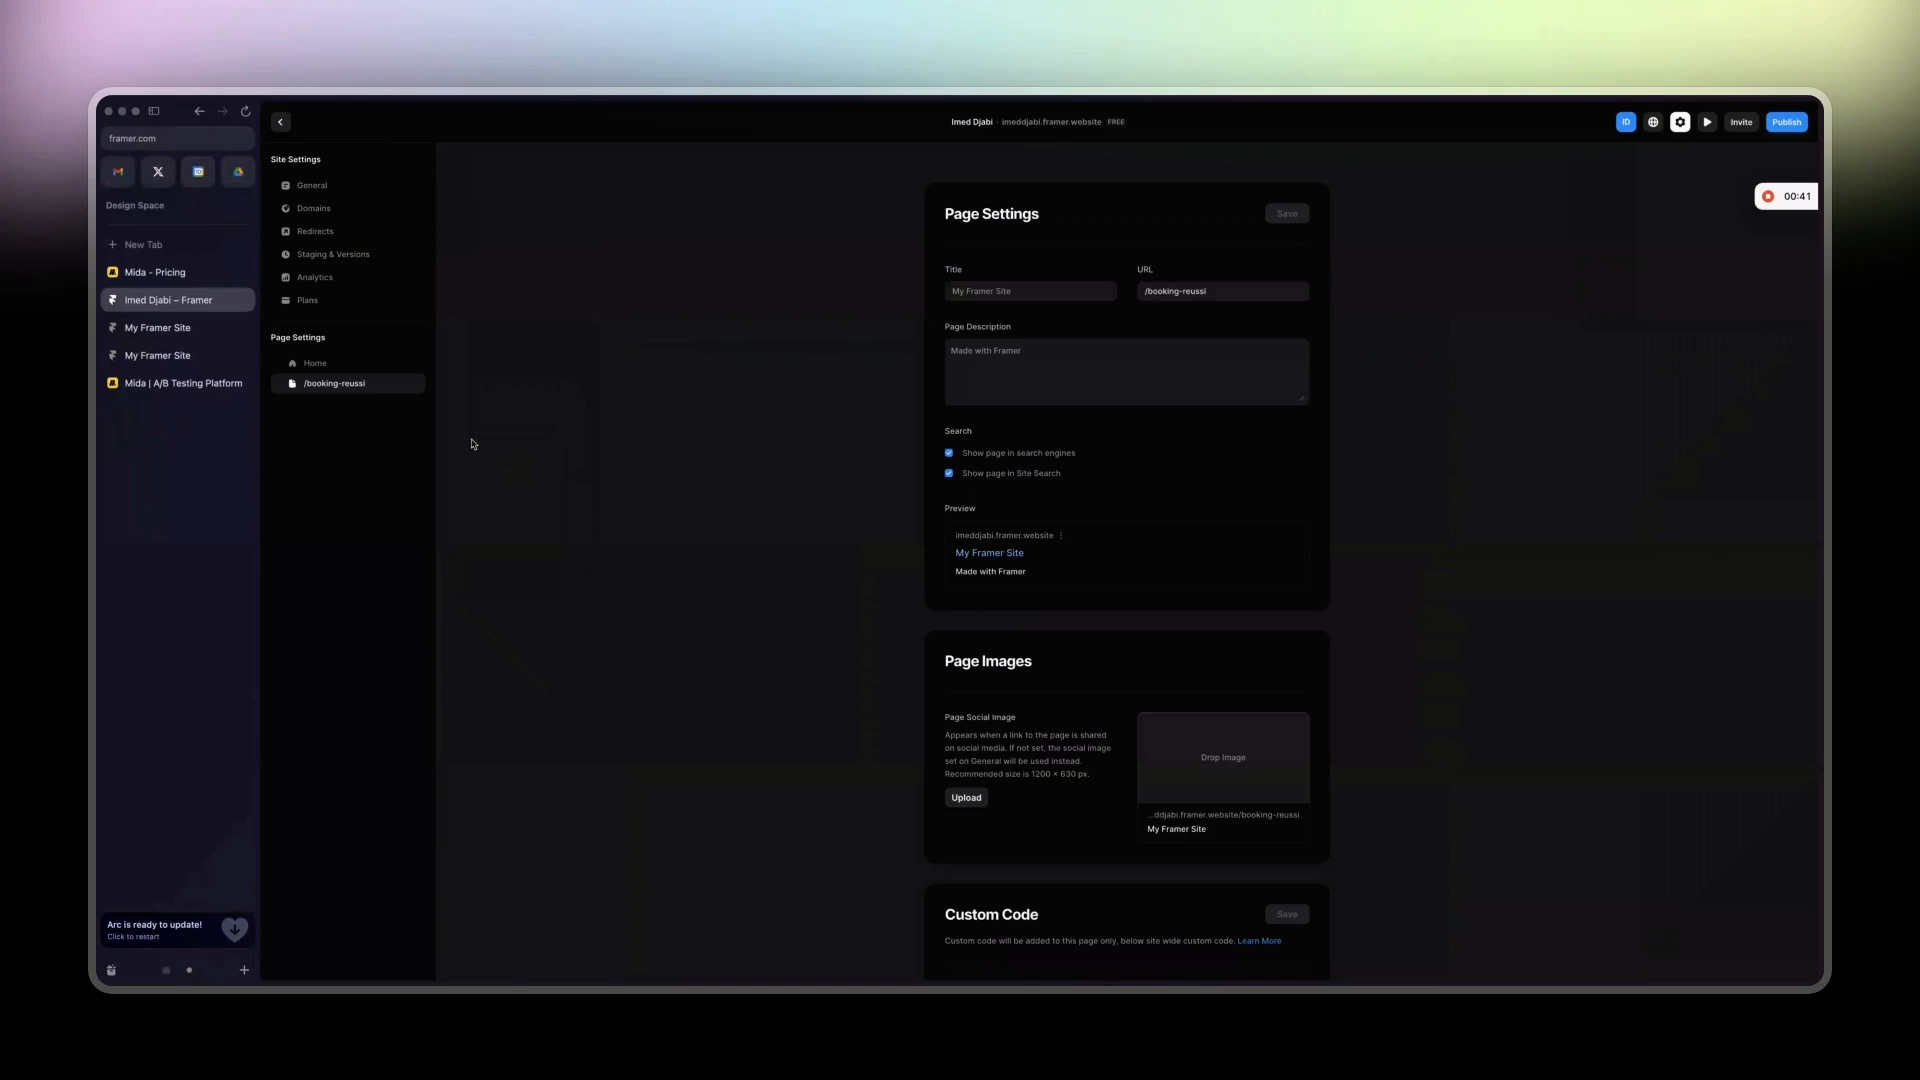 framer.com
Design Space
New Tab
Mida - Pricing
Imed Djabi – Framer
My Framer Site
My Framer Site
Mida | A/B Testing Platform
Arc is ready to update!
Click to restart
Imed Djabi · imeddjabi.framer.website FREE
ID
Invite
Publish
00:41
Site Settings
General
Domains
Redirects
Staging & Versions
Analytics
Plans
Page Settings
Home
/booking-reussi
Page Settings
Save
Title
URL
My Framer Site
/booking-reussi
Page Description
Made with Framer
Search
Show page in search engines
Show page in Site Search
Preview
imeddjabi.framer.website
My Framer Site
Made with Framer
Page Images
Page Social Image
Appears when a link to the page is shared
on social media. If not set, the social image
set on General will be used instead.
Recommended size is 1200 × 630 px.
Upload
Drop Image
...ddjabi.framer.website/booking-reussi
My Framer Site
Custom Code
Save
Custom code will be added to this page only, below site wide custom code. Learn More